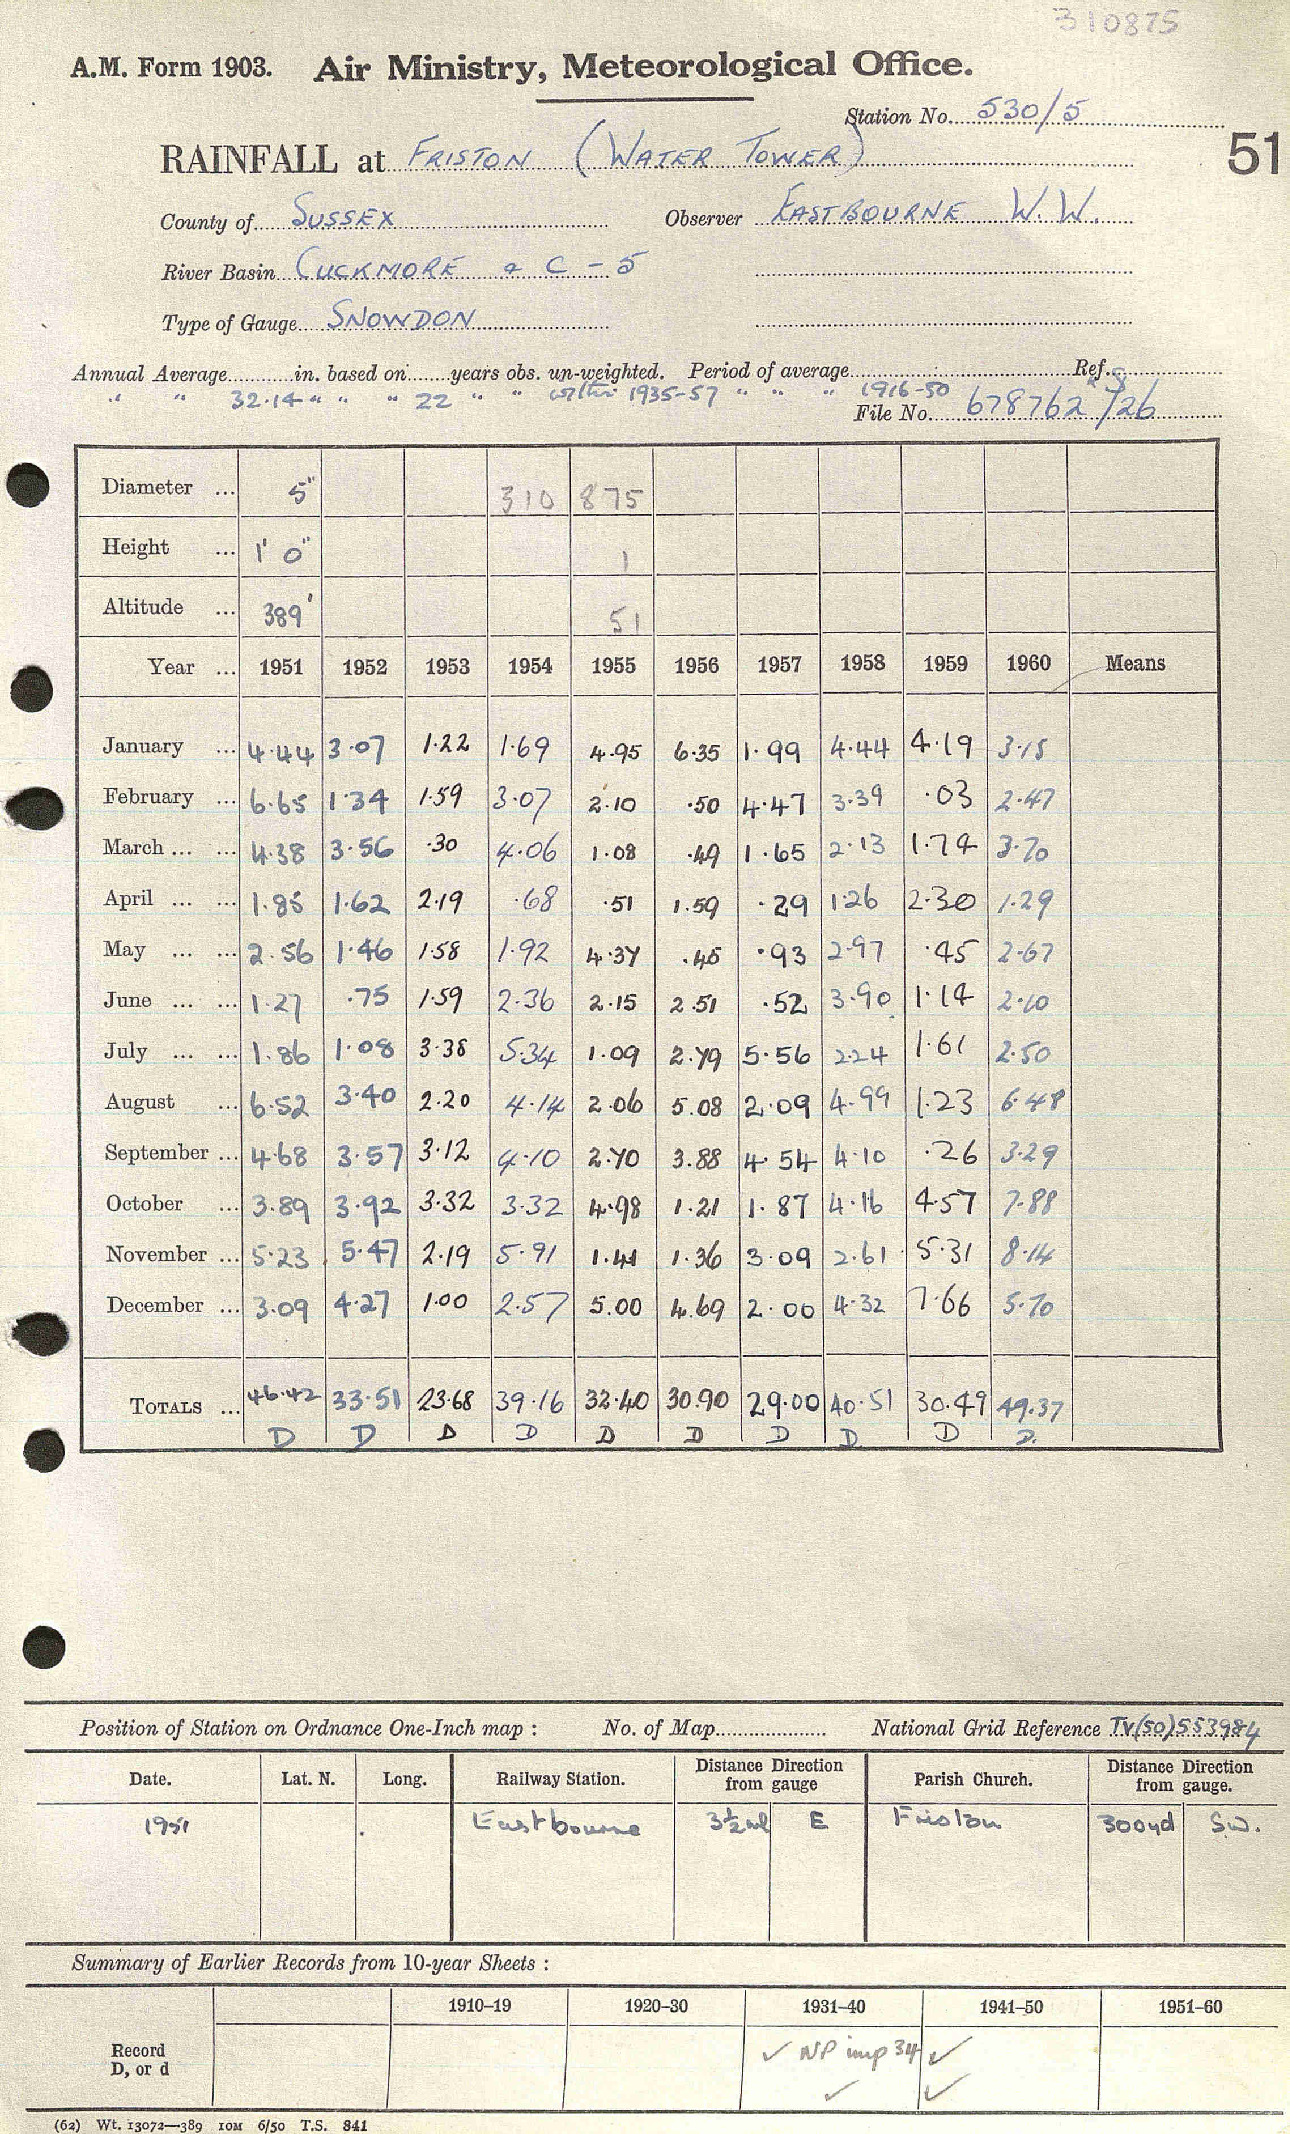 310875
A.M. Form 1903. Air Ministry, Meteorological Office.
Station No. 530/5
RAINFALL at FRISTON (WATER TOWER)
51
County of SUSSEX Observer EASTBOURNE W.W.
River Basin CUCKMORE & C - 5
Type of Gauge SNOWDON
Annual Average in. based on years obs. un-weighted. Period of average Ref.
" " 32.14 " " " 22 " " 1935-57 " " " 1916-50 "
File No. 678762/26
Diameter ... 5" 310 875
Height ... 1' 0" 1
Altitude ... 389' 51
Year ... 1951 1952 1953 1954 1955 1956 1957 1958 1959 1960 Means
January ... 4.44 3.07 1.22 1.69 4.95 6.35 1.99 4.44 4.19 3.15
February ... 6.65 1.34 1.59 3.07 2.10 .50 4.47 3.39 .03 2.47
March ... ... 4.38 3.56 .30 4.06 1.08 .49 1.65 2.13 1.74 3.70
April ... ... 1.85 1.62 2.19 .68 .51 1.59 .29 1.26 2.30 1.29
May ... ... 2.56 1.46 1.58 1.92 4.37 .45 .93 2.97 .45 2.67
June ... ... 1.27 .75 1.59 2.36 2.15 2.51 .52 3.90 1.14 2.10
July ... ... 1.86 1.08 3.38 5.34 1.09 2.79 5.56 2.24 1.61 2.50
August ... 6.52 3.40 2.20 4.14 2.06 5.08 2.09 4.99 1.23 6.48
September ... 4.68 3.57 3.12 4.10 2.70 3.88 4.54 4.10 .26 3.29
October ... 3.89 3.92 3.32 3.32 4.98 1.21 1.87 4.16 4.57 7.88
November ... 5.23 5.47 2.19 5.91 1.41 1.36 3.09 2.61 5.31 8.14
December ... 3.09 4.27 1.00 2.57 5.00 4.69 2.00 4.32 7.66 5.70
TOTALS ... 46.42 33.51 23.68 39.16 32.40 30.90 29.00 40.51 30.49 49.37
D D D D D D D D D D.
Position of Station on Ordnance One-Inch map : No. of Map National Grid Reference TV(50)553984
Date. Lat. N. Long. Railway Station. Distance Direction from gauge Parish Church. Distance Direction from gauge.
1951 Eastbourne 3½ml E Friston 300yd SW.
Summary of Earlier Records from 10-year Sheets :
1910–19 1920–30 1931–40 1941–50 1951–60
Record D, or d ✓ NP imp 34 ✓
✓ ✓
(62) Wt. 13072—389 10M 6/50 T.S. 841